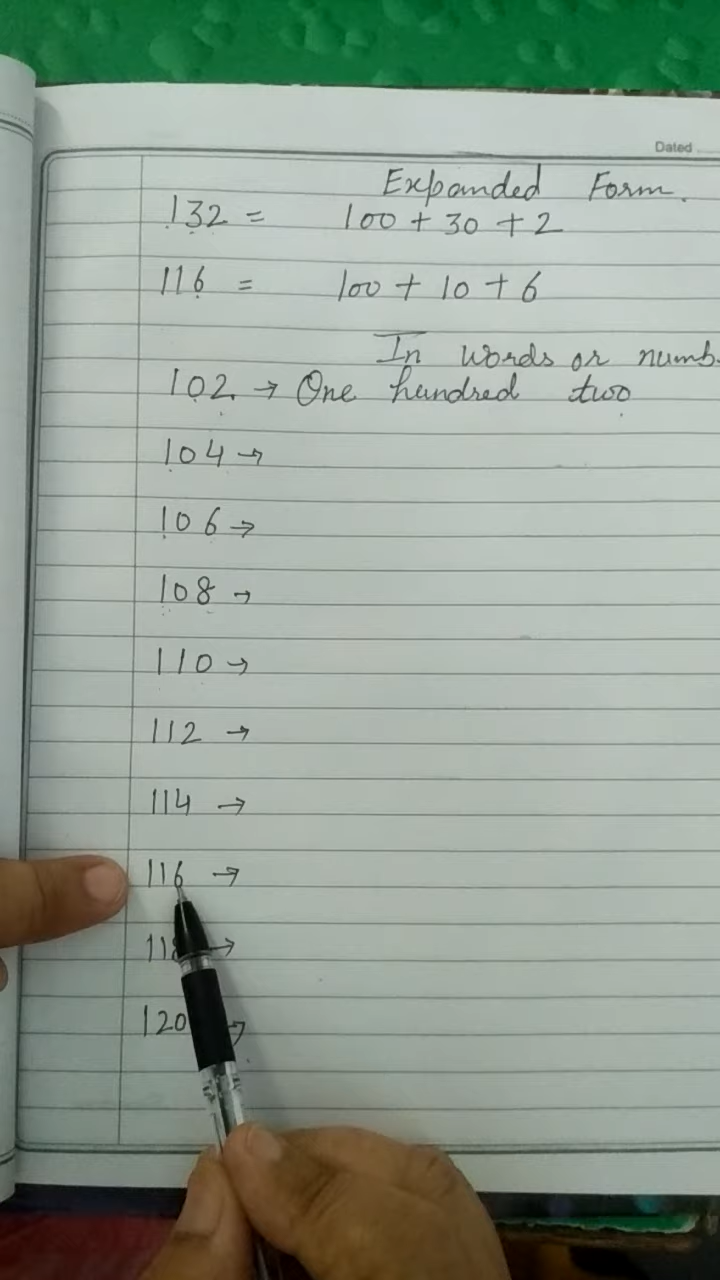 Dated
Expanded Form.
132 = 100 + 30 + 2
116 = 100 + 10 + 6
In words or numb
102. → One hundred two
104 →
106 →
108 →
110 →
112 →
114 →
116 →
118 →
120 →